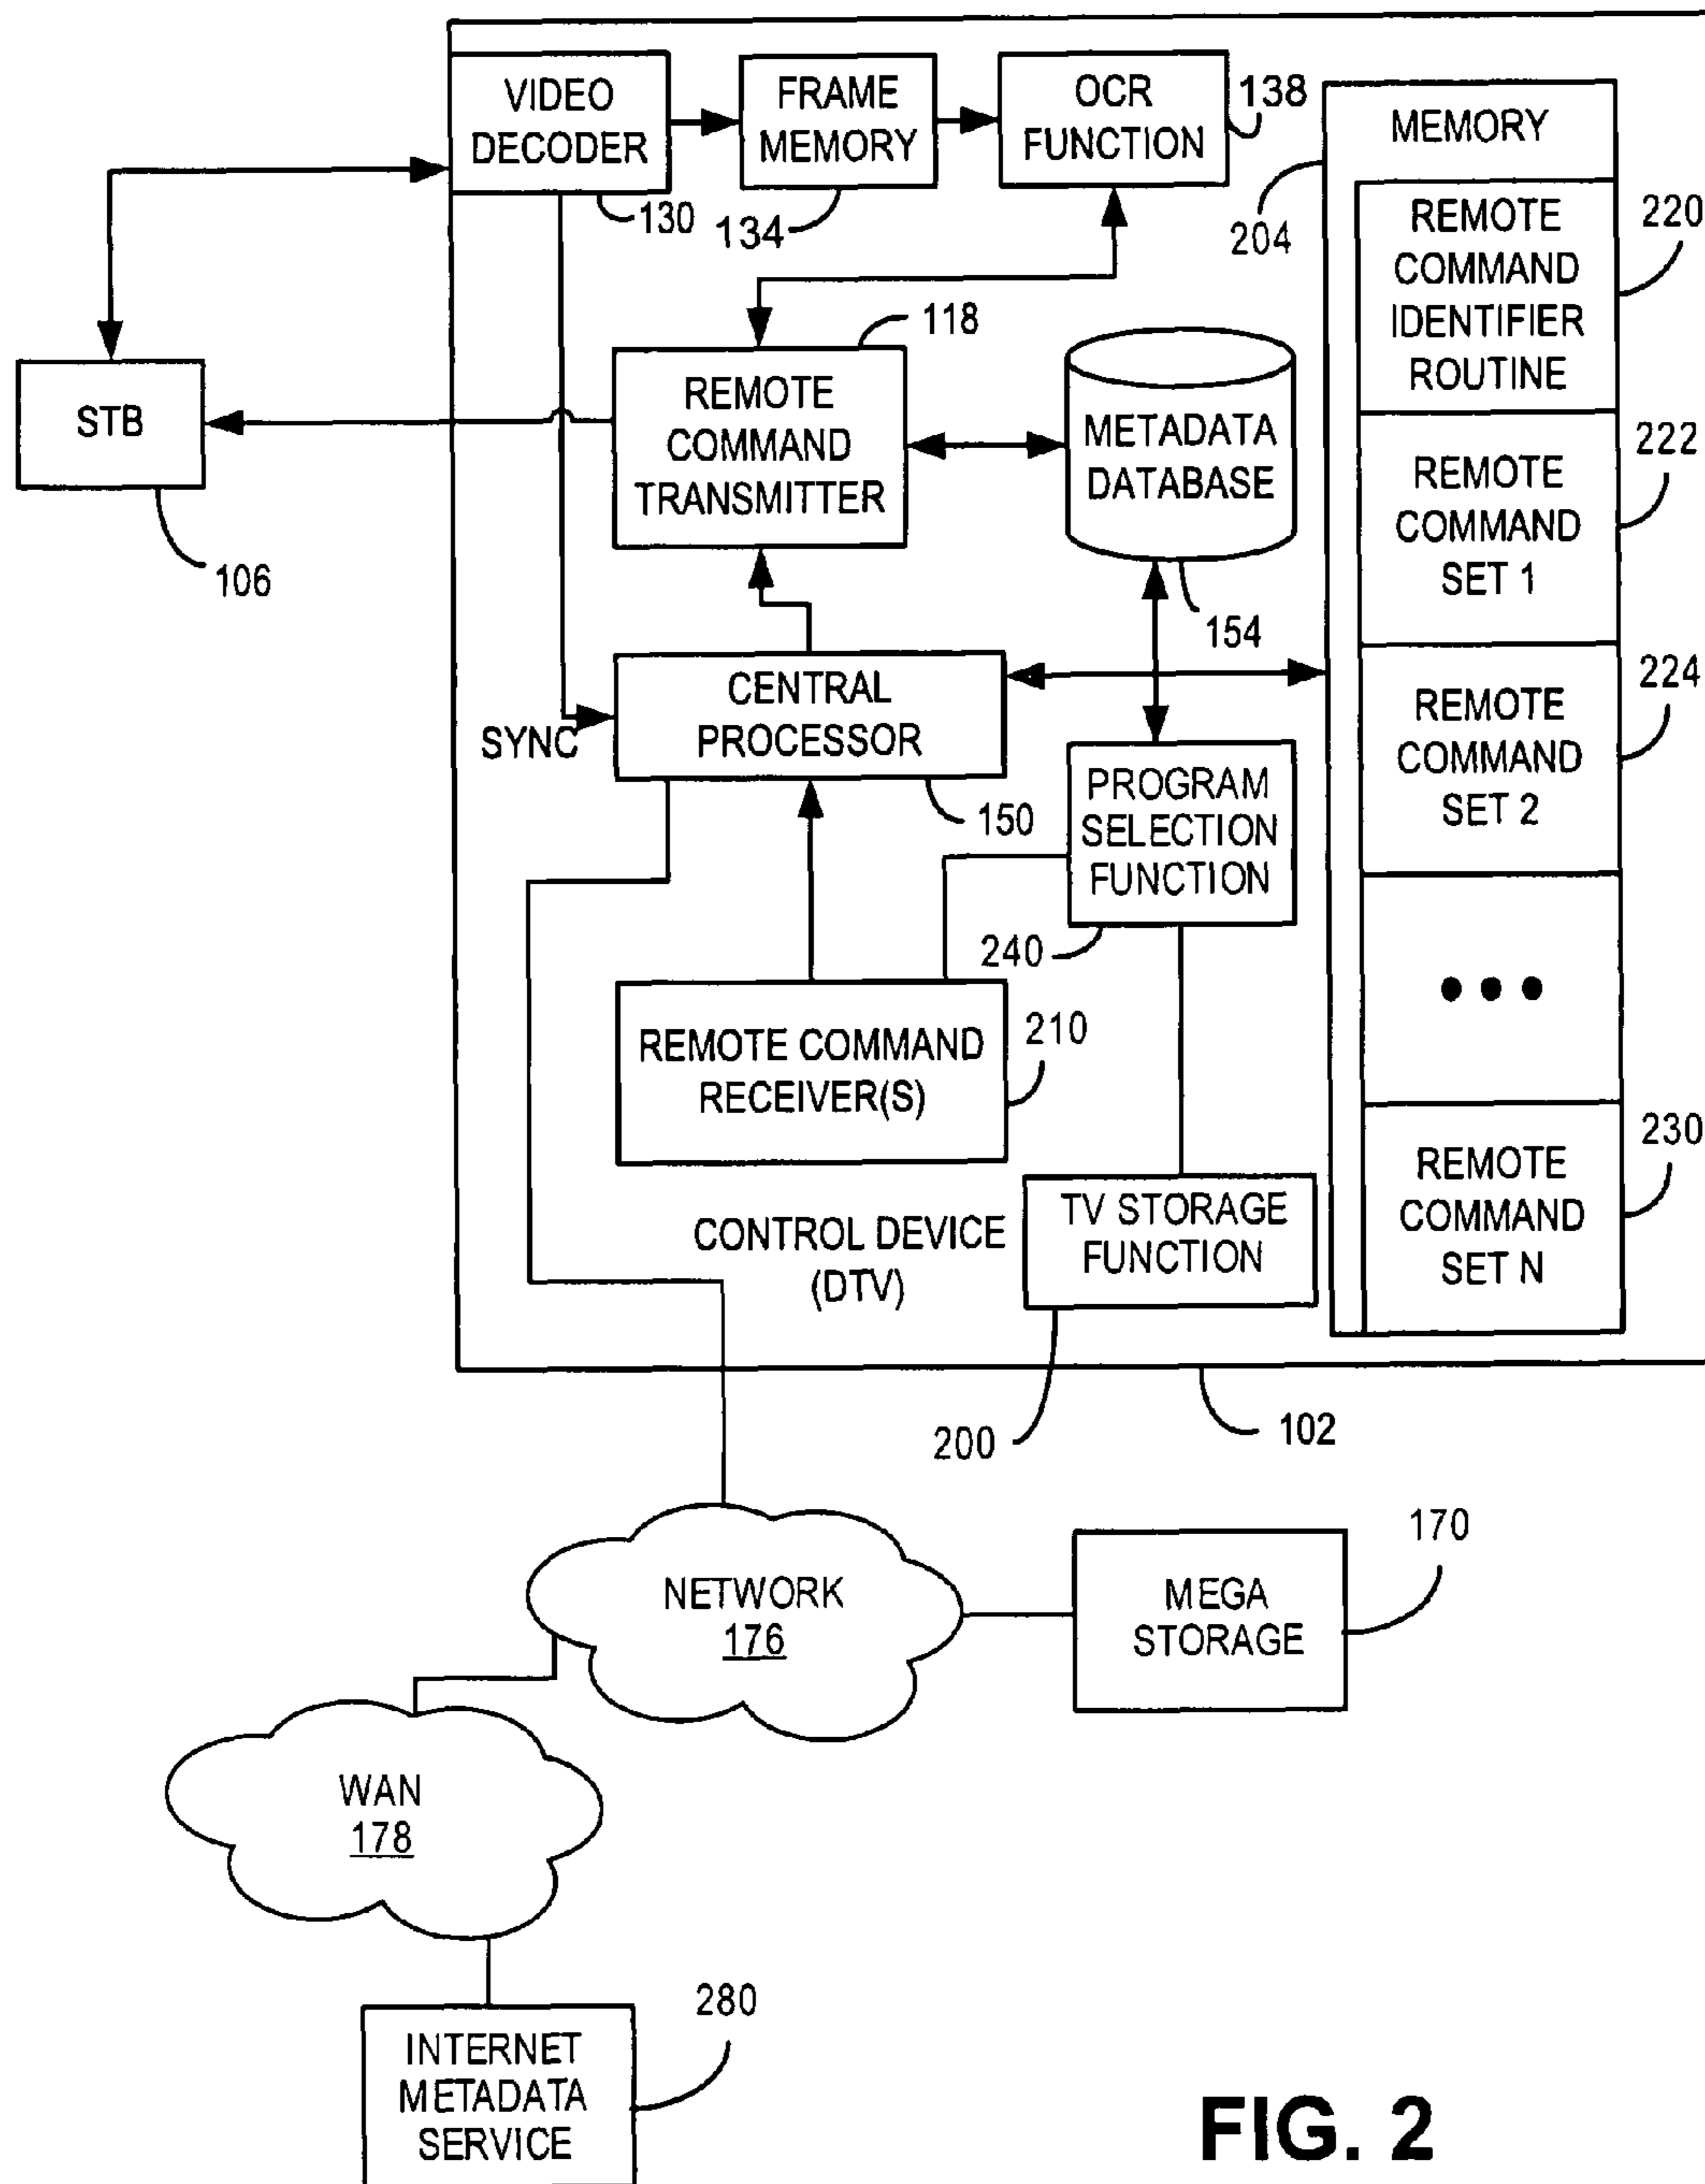 VIDEO
DECODER
130
FRAME
MEMORY
134
OCR
FUNCTION
138
MEMORY
204
REMOTE
COMMAND
IDENTIFIER
ROUTINE
220
REMOTE
COMMAND
SET 1
222
REMOTE
COMMAND
SET 2
224
REMOTE
COMMAND
SET N
230
STB
106
REMOTE
COMMAND
TRANSMITTER
118
METADATA
DATABASE
154
SYNC
CENTRAL
PROCESSOR
150
PROGRAM
SELECTION
FUNCTION
240
REMOTE COMMAND
RECEIVER(S)
210
CONTROL DEVICE
(DTV)
TV STORAGE
FUNCTION
200
102
NETWORK
176
MEGA
STORAGE
170
WAN
178
INTERNET
METADATA
SERVICE
280
FIG. 2